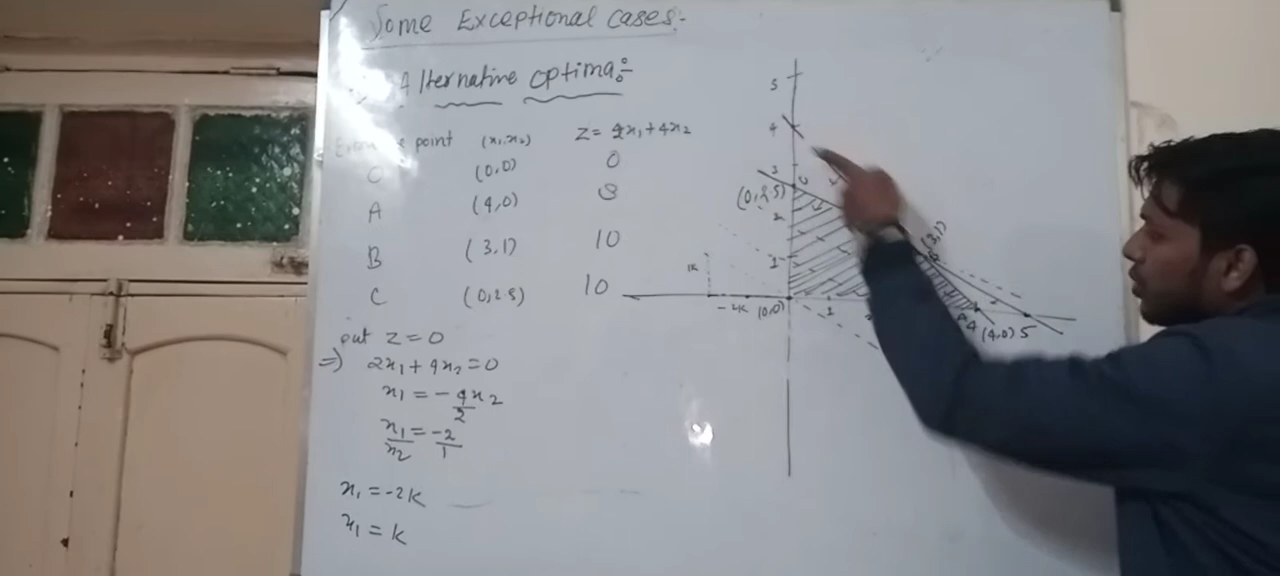 Some Exceptional cases:-
Alternative optima:-
point (x₁,x₂) Z= 2x₁+4x₂
O (0,0) 0
A (4,0) 8
B (3,1) 10
C (0,2.5) 10
put Z=0
⇒) 2x₁+4x₂=0
x₁ = -4x₂/2
x₁/x₂ = -2/1
x₁ = -2K
x₁ = K
5
4
3
(0,2.5)
2
1
1K
-2K (0,0) 1
(3,1)
4 (4,0) 5